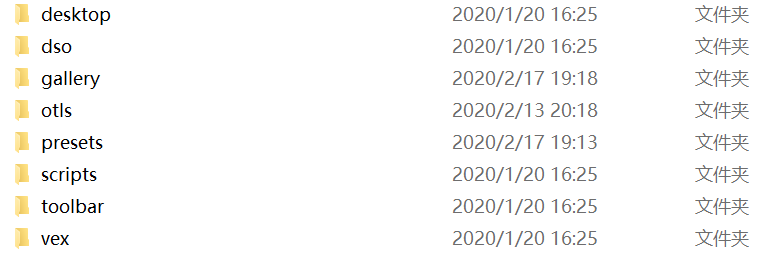 desktop 2020/1/20 16:25 文件夹
dso 2020/1/20 16:25 文件夹
gallery 2020/2/17 19:18 文件夹
otls 2020/2/13 20:18 文件夹
presets 2020/2/17 19:13 文件夹
scripts 2020/1/20 16:25 文件夹
toolbar 2020/1/20 16:25 文件夹
vex 2020/1/20 16:25 文件夹